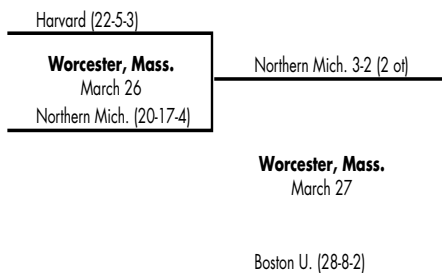 Harvard (22-5-3)
Worcester, Mass.
March 26
Northern Mich. (20-17-4)
Northern Mich. 3-2 (2 ot)
Worcester, Mass.
March 27
Boston U. (28-8-2)